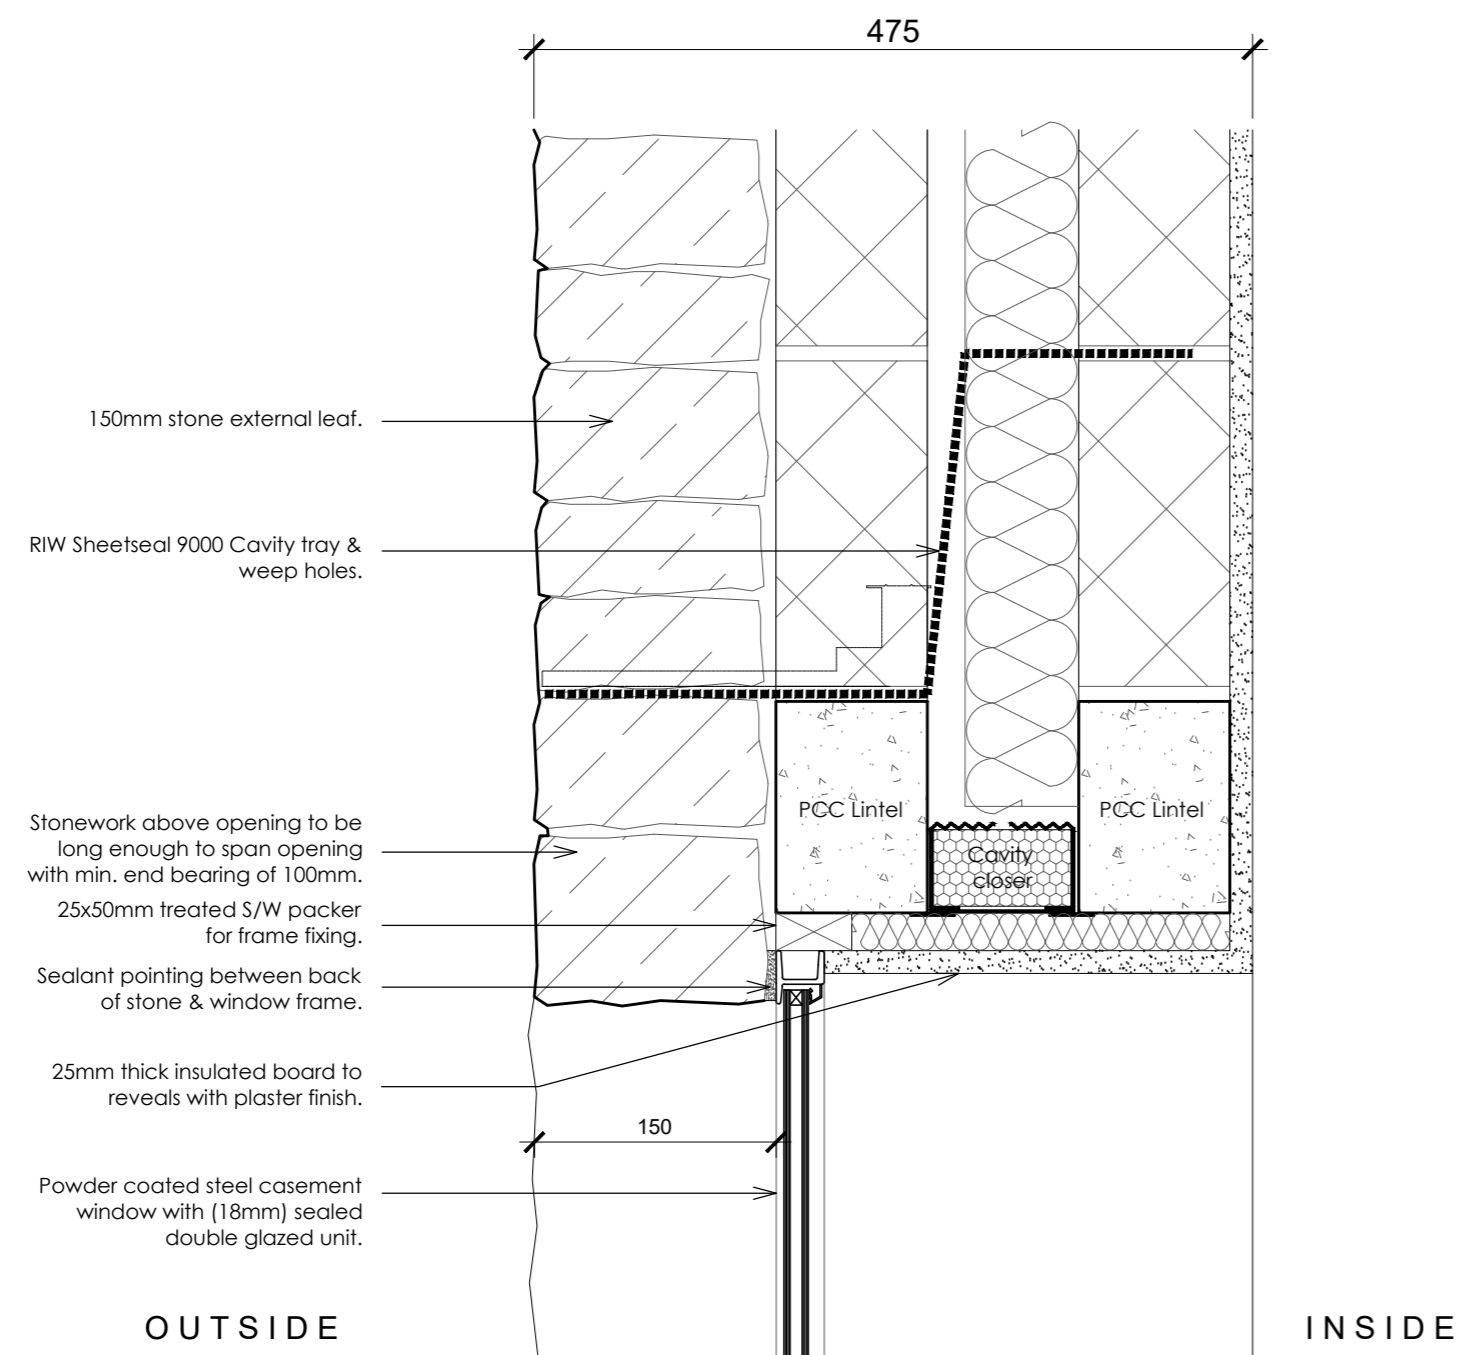 475
150mm stone external leaf.
RIW Sheetseal 9000 Cavity tray &
weep holes.
PCC Lintel
PCC Lintel
Cavity
closer
Stonework above opening to be
long enough to span opening
with min. end bearing of 100mm.
25x50mm treated S/W packer
for frame fixing.
Sealant pointing between back
of stone & window frame.
25mm thick insulated board to
reveals with plaster finish.
150
Powder coated steel casement
window with (18mm) sealed
double glazed unit.
OUTSIDE
INSIDE